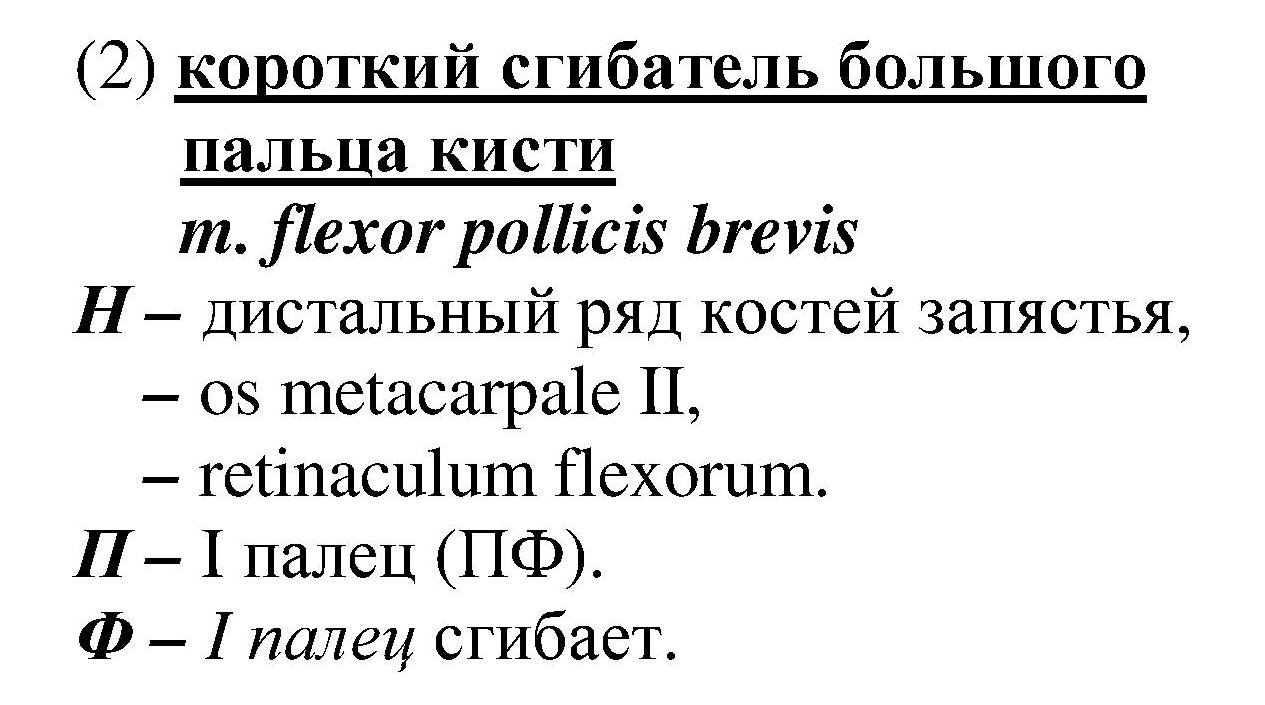 (2) короткий сгибатель большого
пальца кисти
m. flexor pollicis brevis
Н – дистальный ряд костей запястья,
– os metacarpale II,
– retinaculum flexorum.
П – I палец (ПФ).
Ф – I палец сгибает.